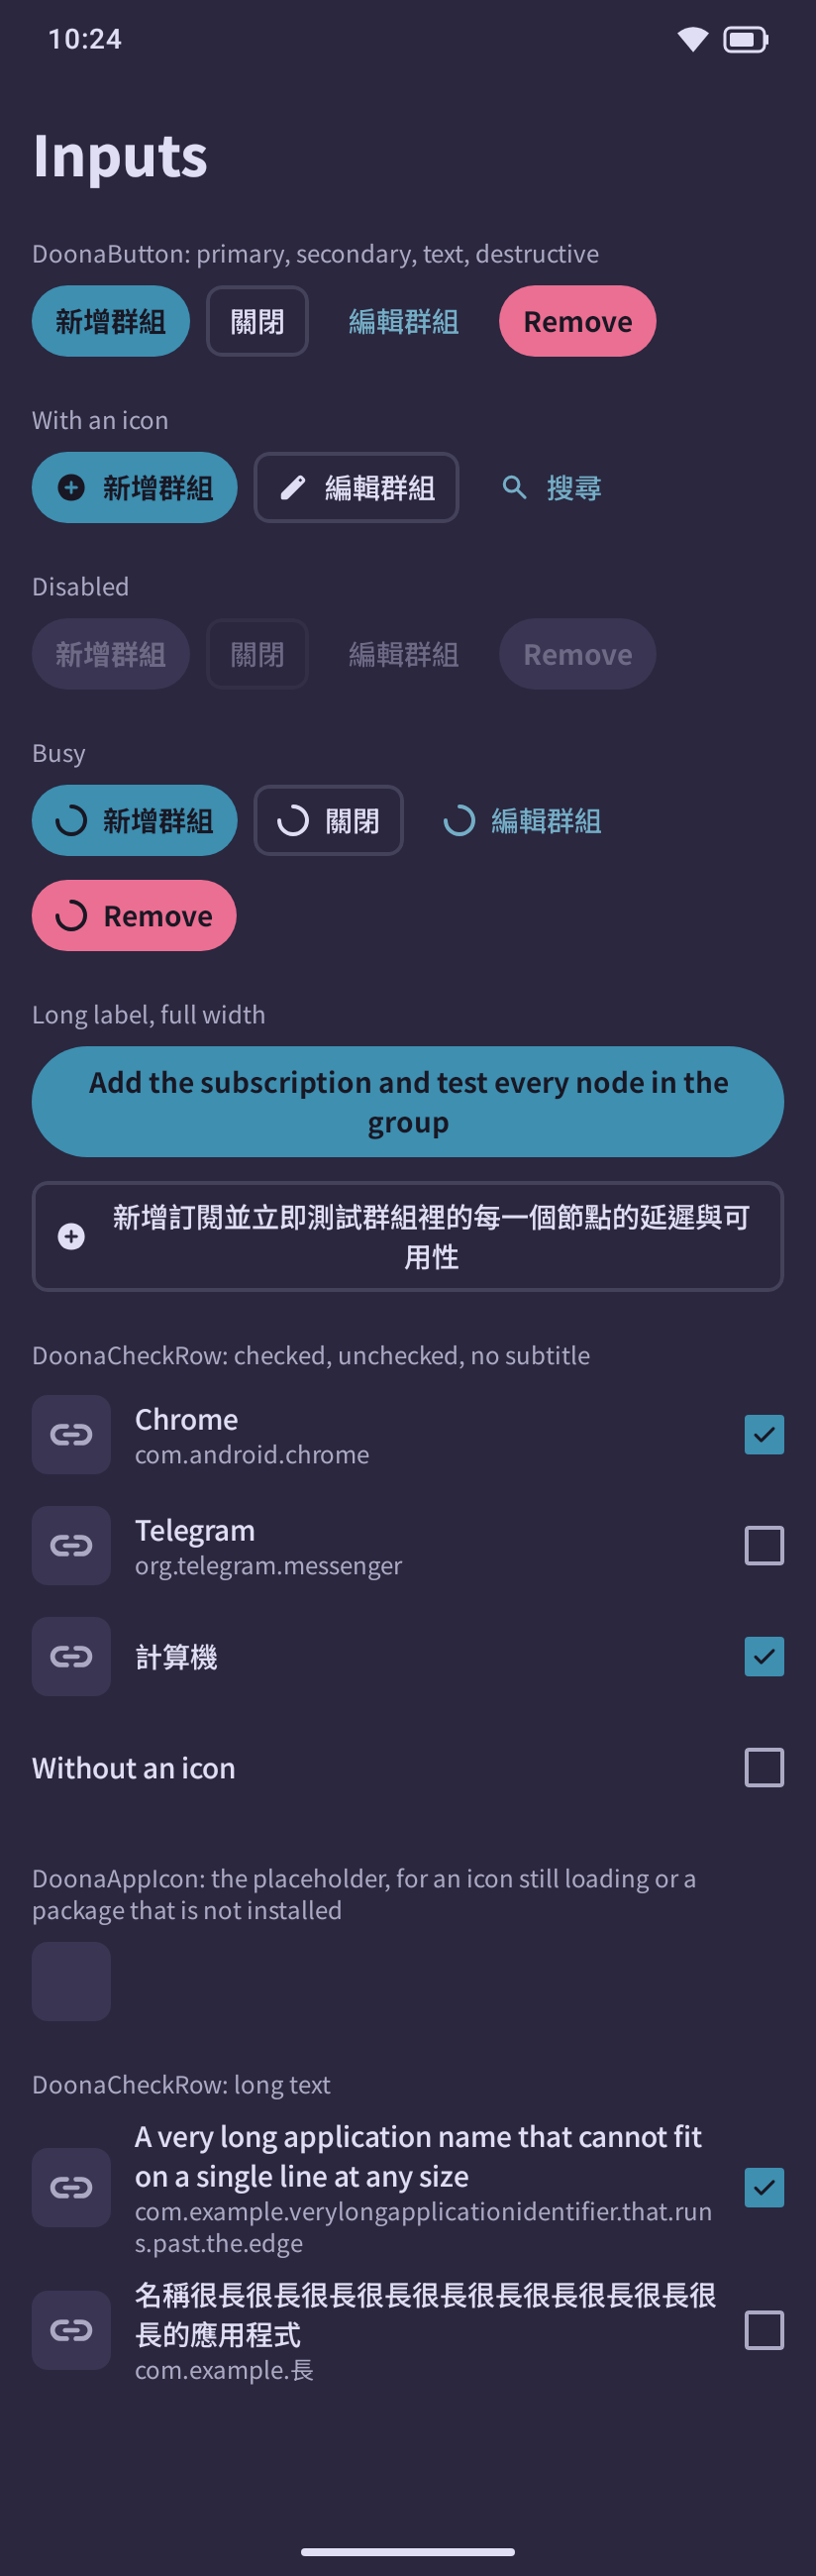 10:24
Inputs
DoonaButton: primary, secondary, text, destructive
新增群組 關閉 編輯群組 Remove
With an icon
新增群組 編輯群組 搜尋
Disabled
新增群組 關閉 編輯群組 Remove
Busy
新增群組 關閉 編輯群組
Remove
Long label, full width
Add the subscription and test every node in the
group
新增訂閱並立即測試群組裡的每一個節點的延遲與可
用性
DoonaCheckRow: checked, unchecked, no subtitle
Chrome
com.android.chrome
Telegram
org.telegram.messenger
計算機
Without an icon
DoonaAppIcon: the placeholder, for an icon still loading or a
package that is not installed
DoonaCheckRow: long text
A very long application name that cannot fit
on a single line at any size
com.example.verylongapplicationidentifier.that.run
s.past.the.edge
名稱很長很長很長很長很長很長很長很長很長很長很
長的應用程式
com.example.長